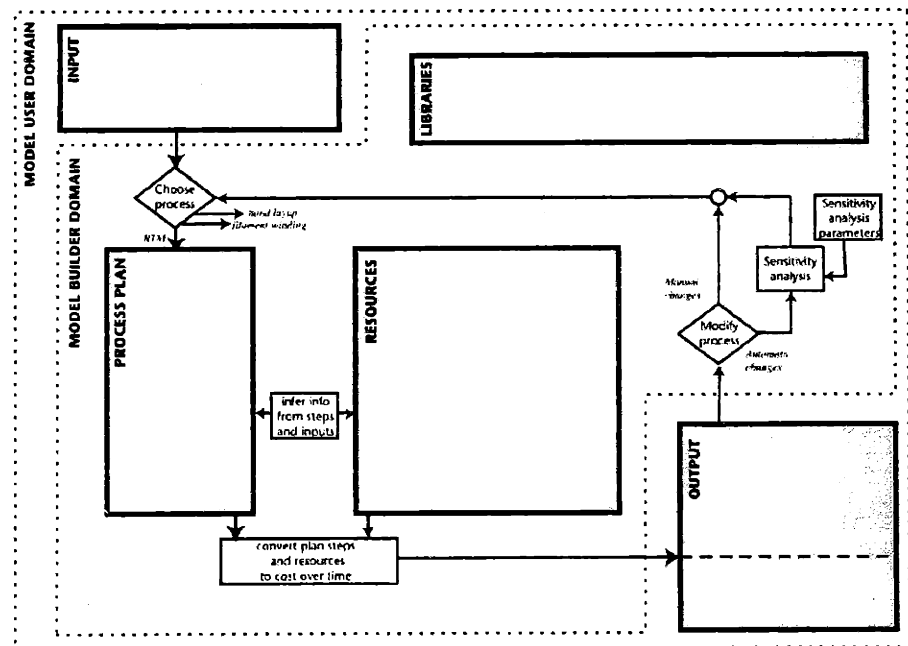 MODEL USER DOMAIN
INPUT
LIBRARIES
MODEL BUILDER DOMAIN
Choose
process
hand layup
filament winding
RTM
PROCESS PLAN
RESOURCES
infer info
from steps
and inputs
convert plan steps
and resources
to cost over time
Sensitivity
analysis
parameters
Sensitivity
analysis
Manual
changes
Modify
process
Automatic
changes
OUTPUT